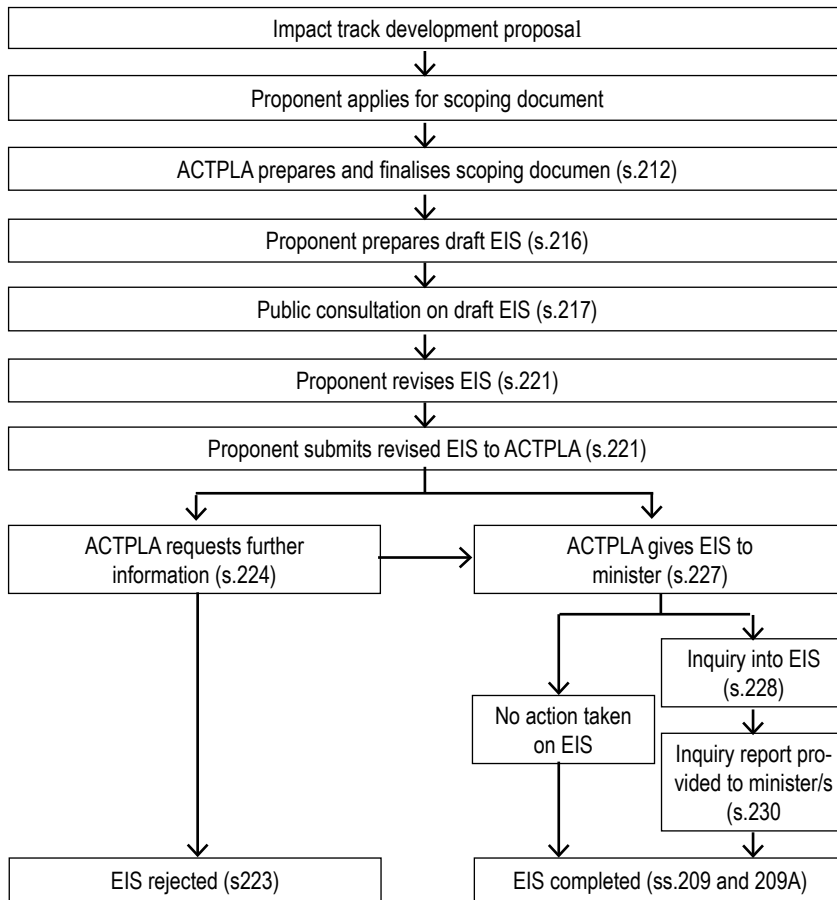 Impact track development proposal
Proponent applies for scoping document
ACTPLA prepares and finalises scoping documen (s.212)
Proponent prepares draft EIS (s.216)
Public consultation on draft EIS (s.217)
Proponent revises EIS (s.221)
Proponent submits revised EIS to ACTPLA (s.221)
ACTPLA requests further
information (s.224)
ACTPLA gives EIS to
minister (s.227)
No action taken
on EIS
Inquiry into EIS
(s.228)
Inquiry report pro-
vided to minister/s
(s.230
EIS rejected (s223)
EIS completed (ss.209 and 209A)